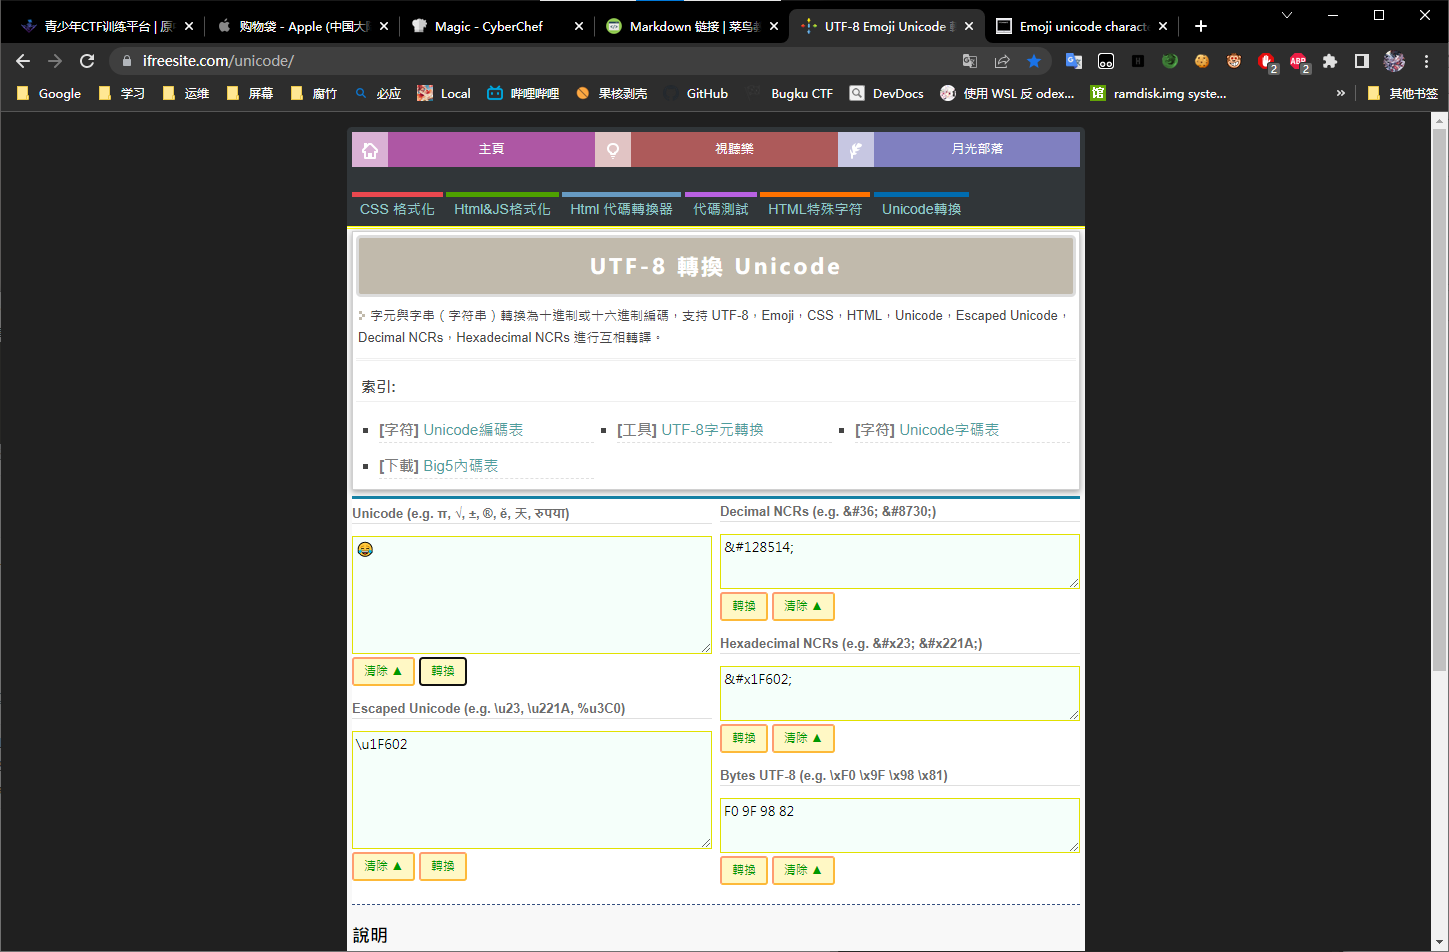 青少年CTF训练平台 | 原
购物袋 - Apple (中国大陆
Magic - CyberChef
Markdown 链接 | 菜鸟教
UTF-8 Emoji Unicode
Emoji unicode characte
ifreesite.com/unicode/
Google
学习
运维
屏幕
腐竹
必应
Local
哔哩哔哩
果核剥壳
GitHub
Bugku CTF
DevDocs
使用 WSL 反 odex...
ramdisk.img syste...
»
其他书签
主頁
視聽樂
月光部落
CSS 格式化
Html&JS格式化
Html 代碼轉換器
代碼測試
HTML特殊字符
Unicode轉換
UTF-8 轉換 Unicode
字元與字串（字符串）轉換為十進制或十六進制編碼，支持 UTF-8，Emoji，CSS，HTML，Unicode，Escaped Unicode，
Decimal NCRs，Hexadecimal NCRs 進行互相轉譯。
索引:
[字符] Unicode編碼表
[工具] UTF-8字元轉換
[字符] Unicode字碼表
[下載] Big5內碼表
Unicode (e.g. π, √, ±, ®, ĕ, 天, रुपया)
😂
清除 ▲
轉換
Escaped Unicode (e.g. \u23, \u221A, %u3C0)
\u1F602
清除 ▲
轉換
Decimal NCRs (e.g. &#36; &#8730;)
&#128514;
轉換
清除 ▲
Hexadecimal NCRs (e.g. &#x23; &#x221A;)
&#x1F602;
轉換
清除 ▲
Bytes UTF-8 (e.g. \xF0 \x9F \x98 \x81)
F0 9F 98 82
轉換
清除 ▲
說明